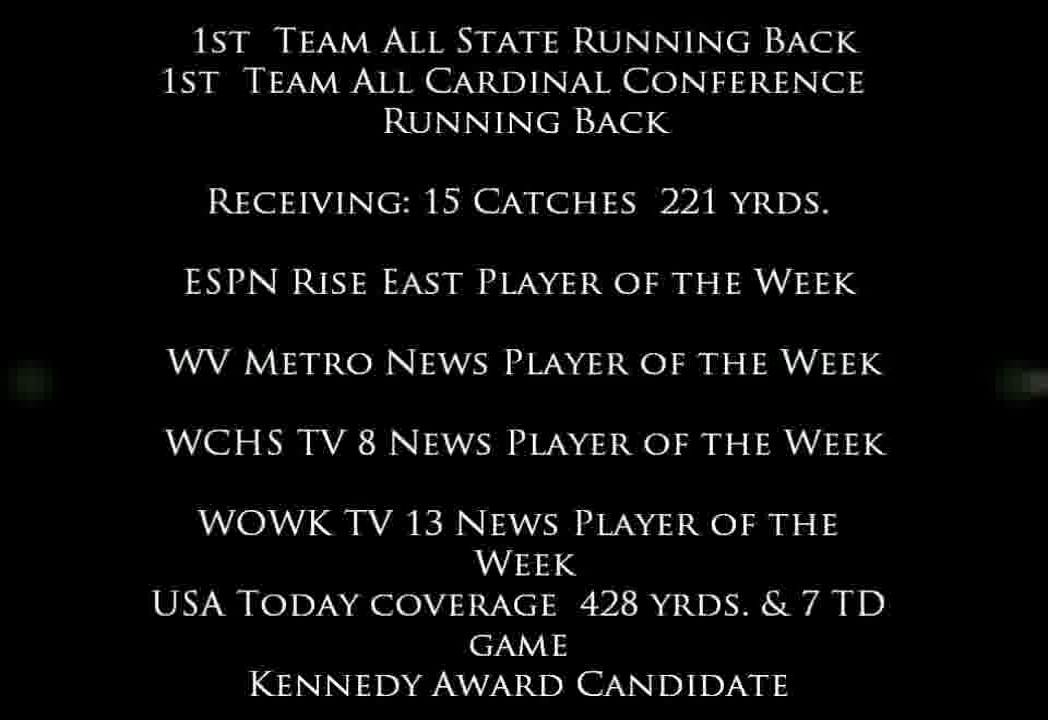 1st Team All State Running Back
1st Team All Cardinal Conference
Running Back
Receiving: 15 Catches 221 yrds.
ESPN Rise East Player of the Week
WV Metro News Player of the Week
WCHS TV 8 News Player of the Week
WOWK TV 13 News Player of the
Week
USA Today coverage 428 yrds. & 7 TD
game
Kennedy Award Candidate